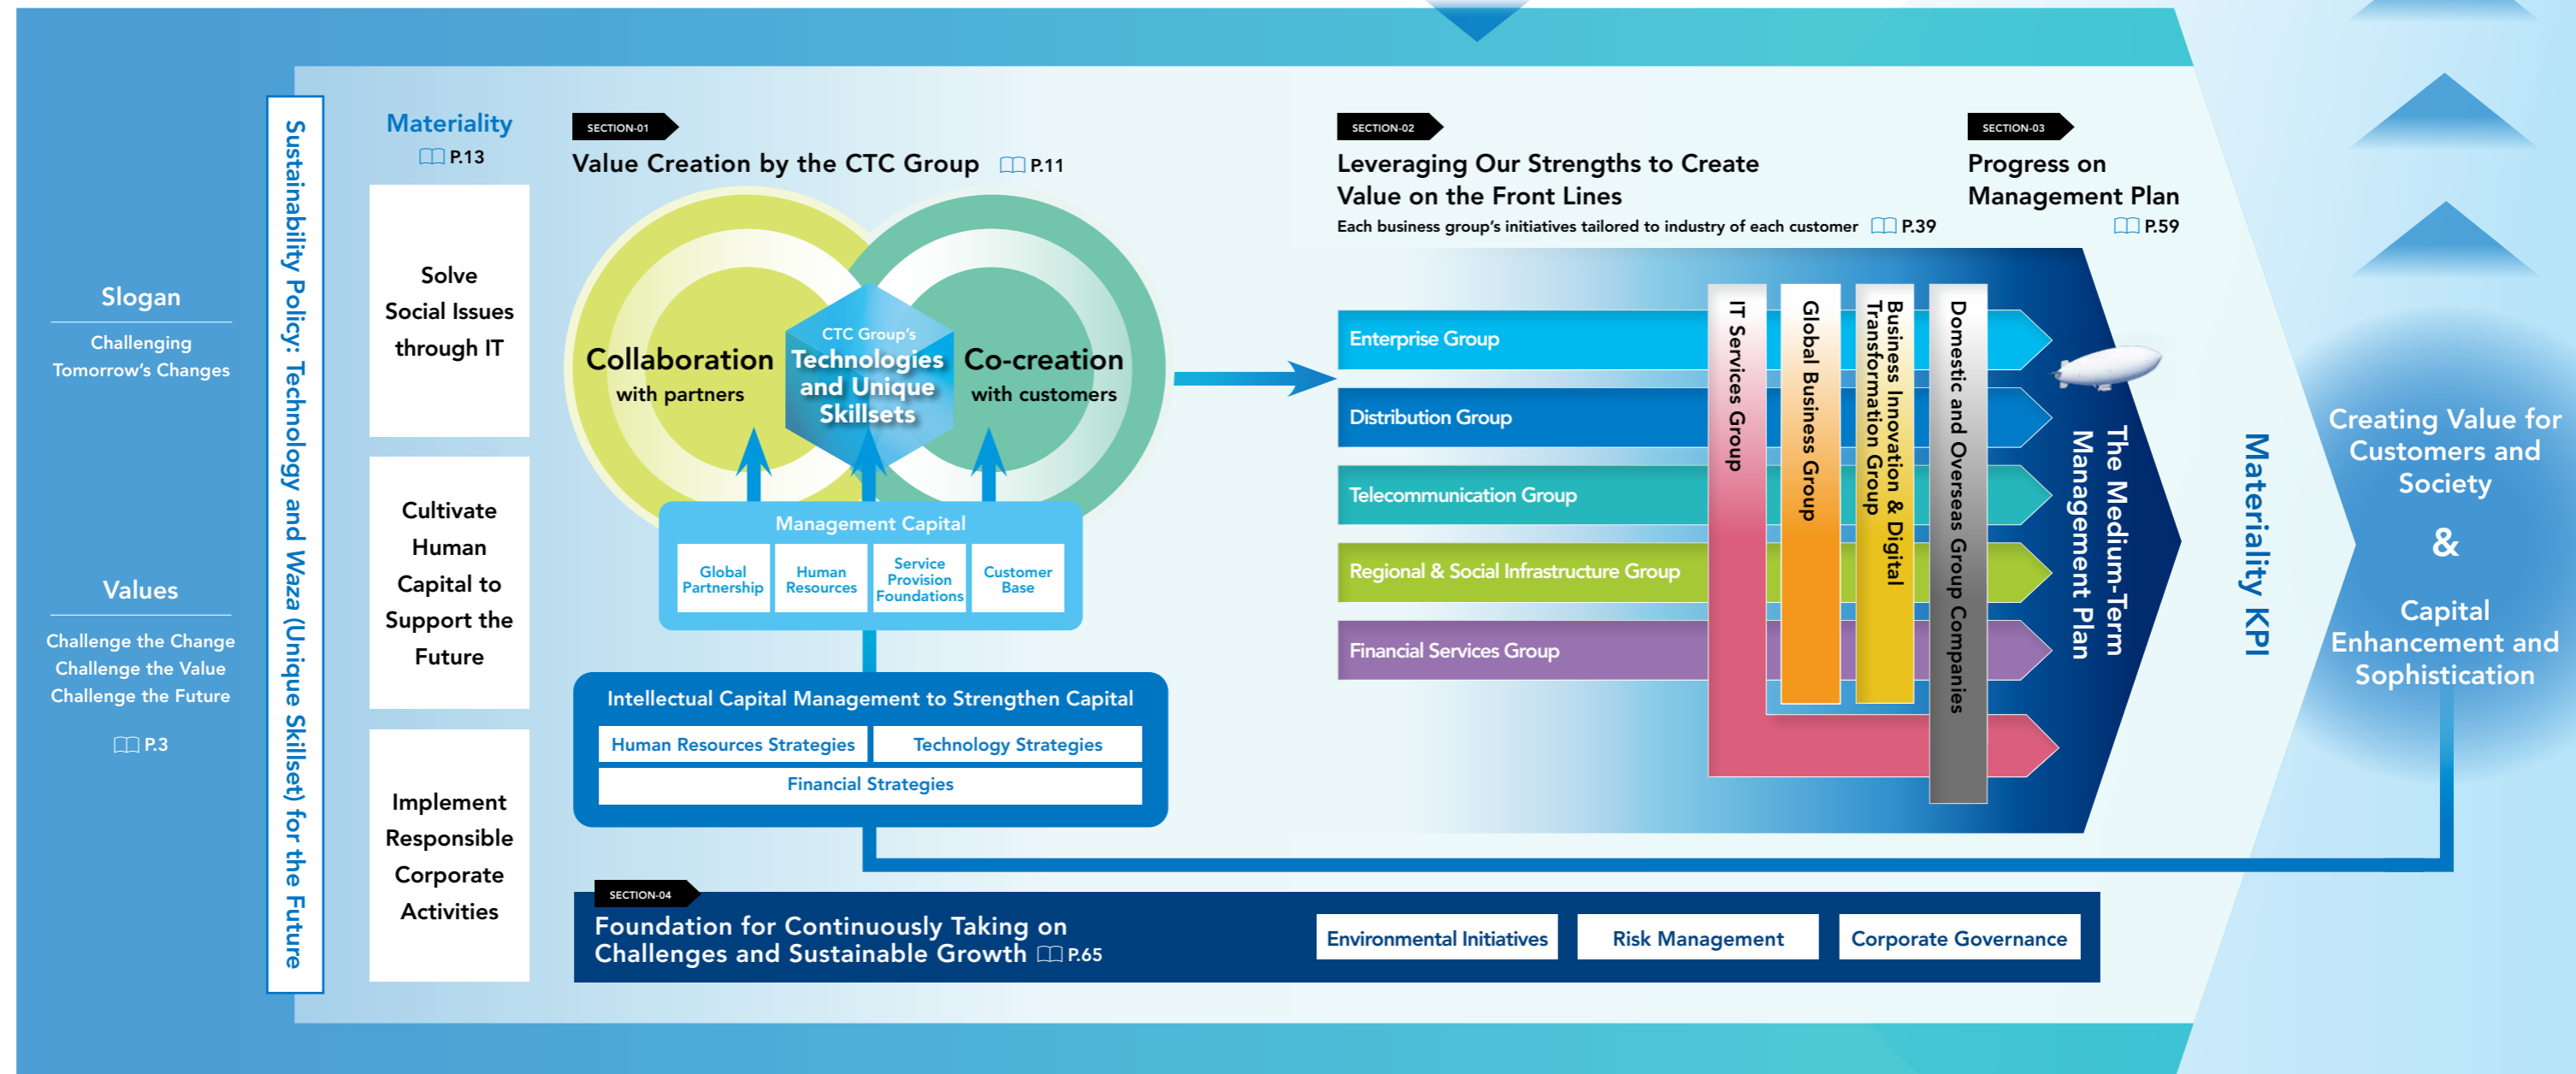 Slogan
Challenging
Tomorrow's Changes
Values
Challenge the Change
Challenge the Value
Challenge the Future
P.3
Sustainability Policy: Technology and Waza (Unique Skillset) for the Future
Materiality
P.13
Solve
Social Issues
through IT
Cultivate
Human
Capital to
Support the
Future
Implement
Responsible
Corporate
Activities
SECTION-01
Value Creation by the CTC Group P.11
Collaboration
with partners
CTC Group's
Technologies
and Unique
Skillsets
Co-creation
with customers
Management Capital
Global
Partnership
Human
Resources
Service
Provision
Foundations
Customer
Base
Intellectual Capital Management to Strengthen Capital
Human Resources Strategies
Technology Strategies
Financial Strategies
SECTION-02
Leveraging Our Strengths to Create
Value on the Front Lines
Each business group's initiatives tailored to industry of each customer P.39
Enterprise Group
Distribution Group
Telecommunication Group
Regional & Social Infrastructure Group
Financial Services Group
IT Services Group
Global Business Group
Business Innovation & Digital
Transformation Group
Domestic and Overseas Group Companies
SECTION-03
Progress on
Management Plan
P.59
The Medium-Term
Management Plan
Materiality KPI
Creating Value for
Customers and
Society
&
Capital
Enhancement and
Sophistication
SECTION-04
Foundation for Continuously Taking on
Challenges and Sustainable Growth P.65
Environmental Initiatives
Risk Management
Corporate Governance